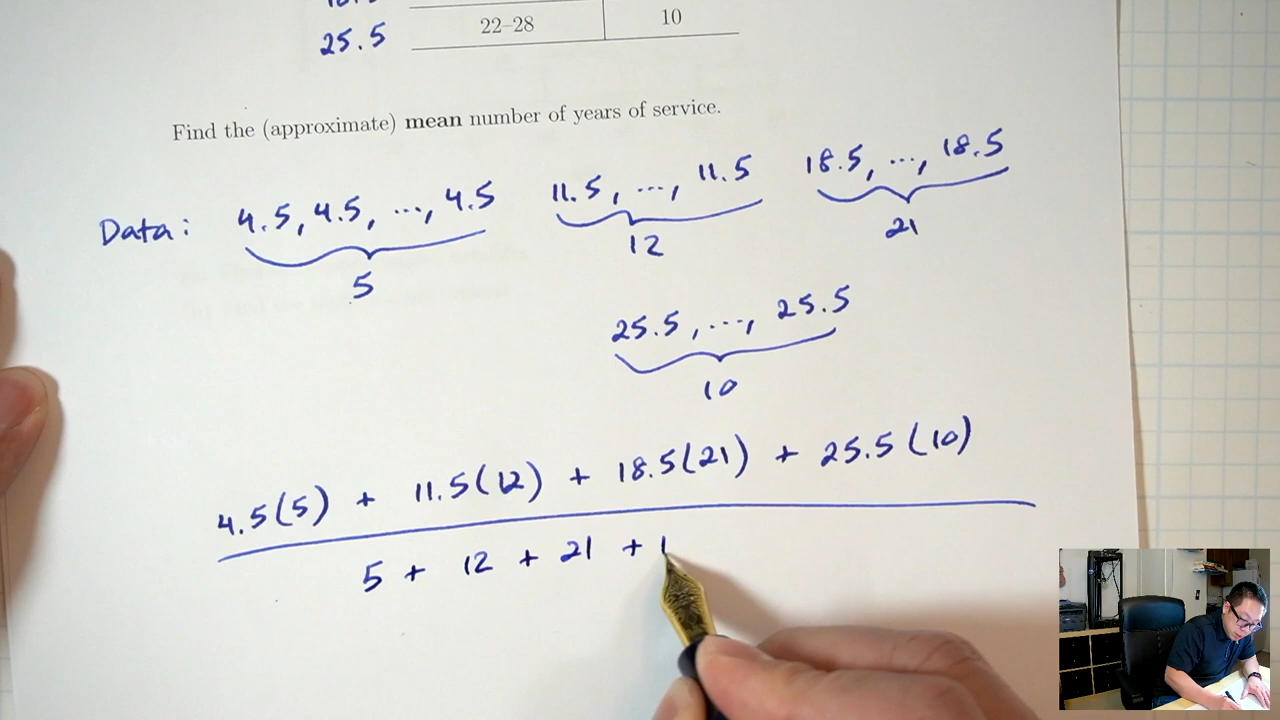 25.5 22–28 10
Find the (approximate) mean number of years of service.
Data: 4.5, 4.5, ..., 4.5 11.5, ..., 11.5 18.5, ..., 18.5
5 12 21
25.5, ..., 25.5
10
4.5(5) + 11.5(12) + 18.5(21) + 25.5(10)
5 + 12 + 21 + 1